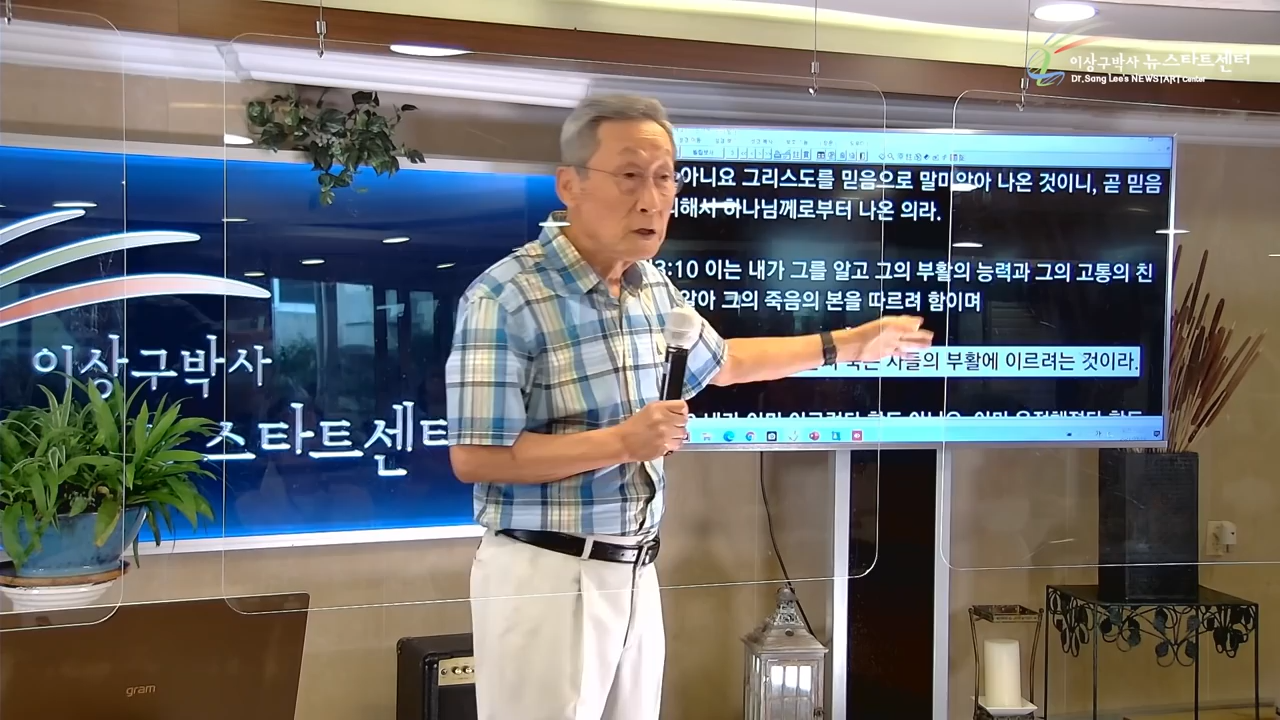 이상구박사 뉴스타트센터
Dr.Sang Lee's NEWSTART Center
아니요 그리스도를 믿음으로 말미암아 나온 것이니, 곧 믿음
해서 하나님께로부터 나온 의라.
3:10 이는 내가 그를 알고 그의 부활의 능력과 그의 고통의 친
알아 그의 죽음의 본을 따르려 함이며
죽은 자들의 부활에 이르려는 것이라.
이상구박사
스타트센터
gram